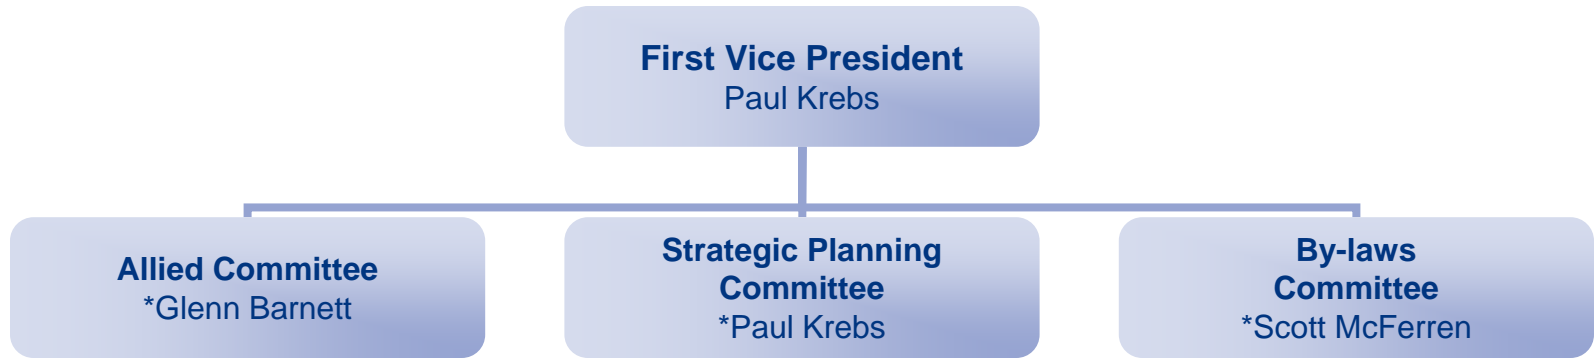 First Vice President
Paul Krebs
Allied Committee
*Glenn Barnett
Strategic Planning
Committee
*Paul Krebs
By-laws
Committee
*Scott McFerren